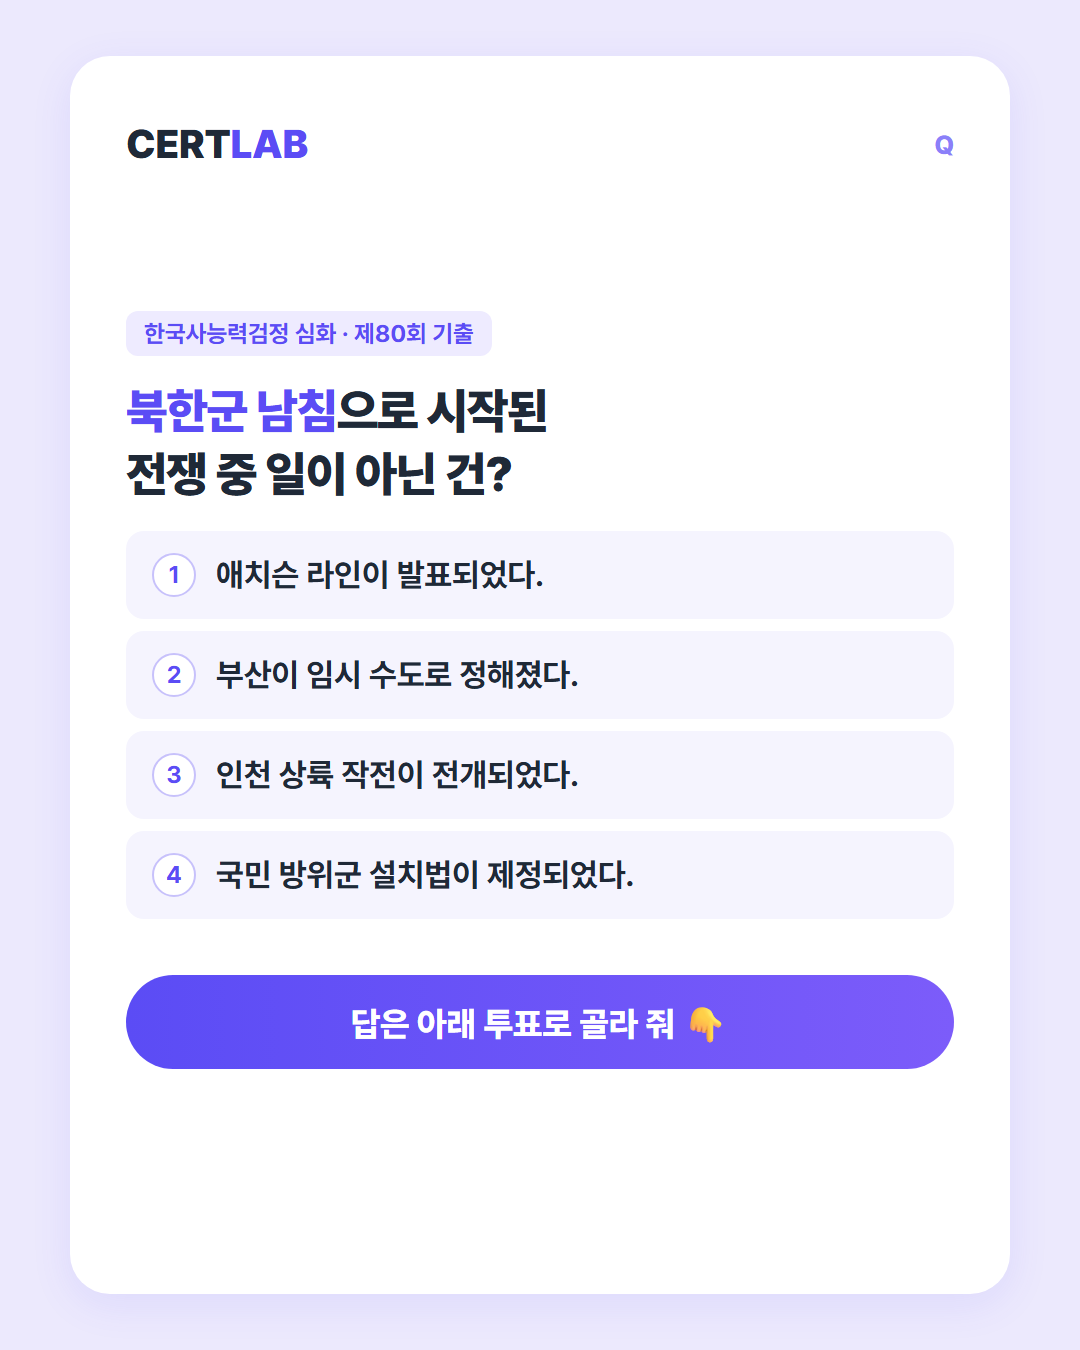 CERTLAB
Q
한국사능력검정 심화 · 제80회 기출
북한군 남침으로 시작된
전쟁 중 일이 아닌 건?
1 애치슨 라인이 발표되었다.
2 부산이 임시 수도로 정해졌다.
3 인천 상륙 작전이 전개되었다.
4 국민 방위군 설치법이 제정되었다.
답은 아래 투표로 골라 줘 👇